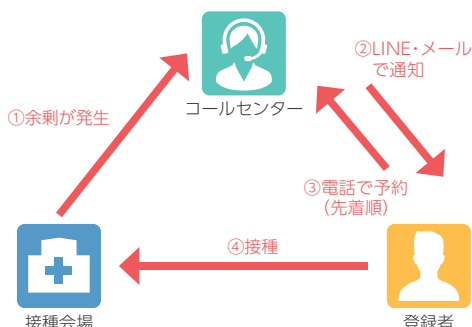 コールセンター
①余剰が発生
②LINE・メール
で通知
③電話で予約
(先着順)
④接種
接種会場
登録者